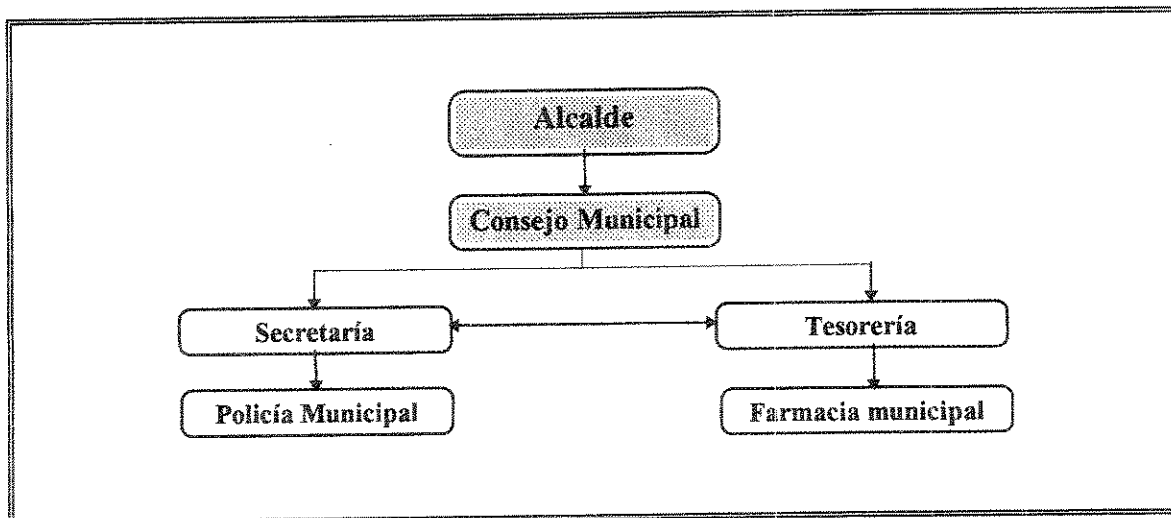 Alcalde
Consejo Municipal
Secretaría
Tesorería
Policía Municipal
Farmacia municipal